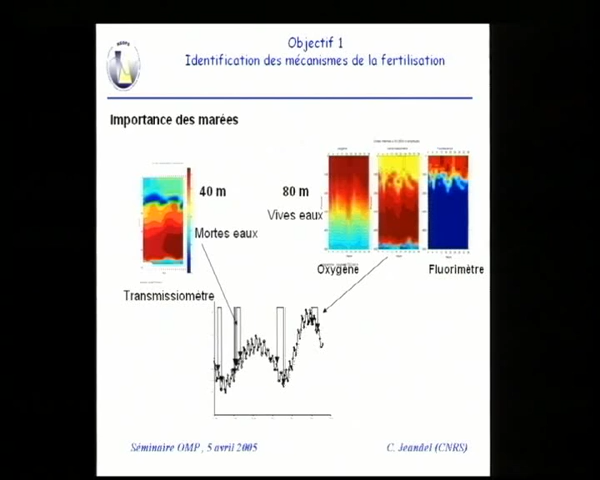 Objectif 1
Identification des mécanismes de la fertilisation
Importance des marées
40 m
80 m
Vives eaux
Mortes eaux
Oxygène
Fluorimètre
Transmissiomètre
Séminaire OMP, 5 avril 2005
C. Jeandel (CNRS)